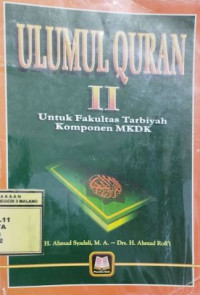 ULUMUL QURAN
II
Untuk Fakultas Tarbiyah
Komponen MKDK
H. Ahmad Syadali, M. A. – Drs. H. Ahmad Rofi'i